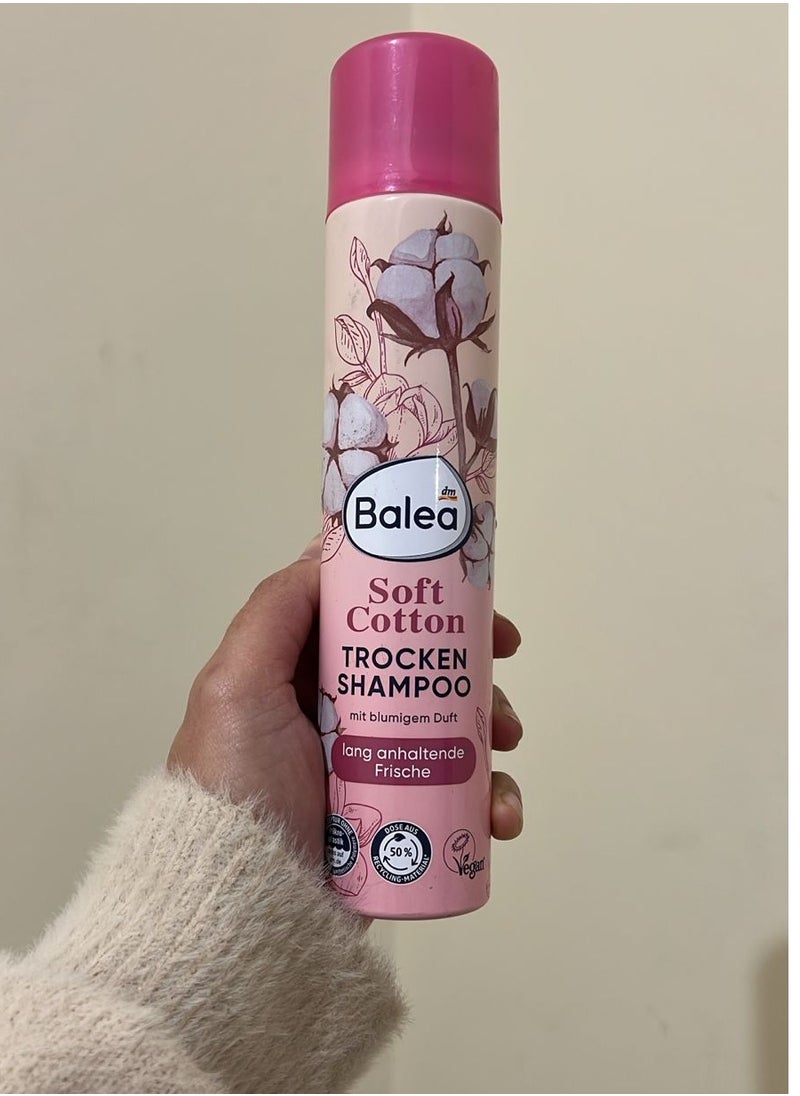 dm
Balea
Soft
Cotton
TROCKEN
SHAMPOO
mit blumigem Duft
lang anhaltende
Frische
DOSE AUS
50%
RECYCLING-MATERIAL*
Vegan